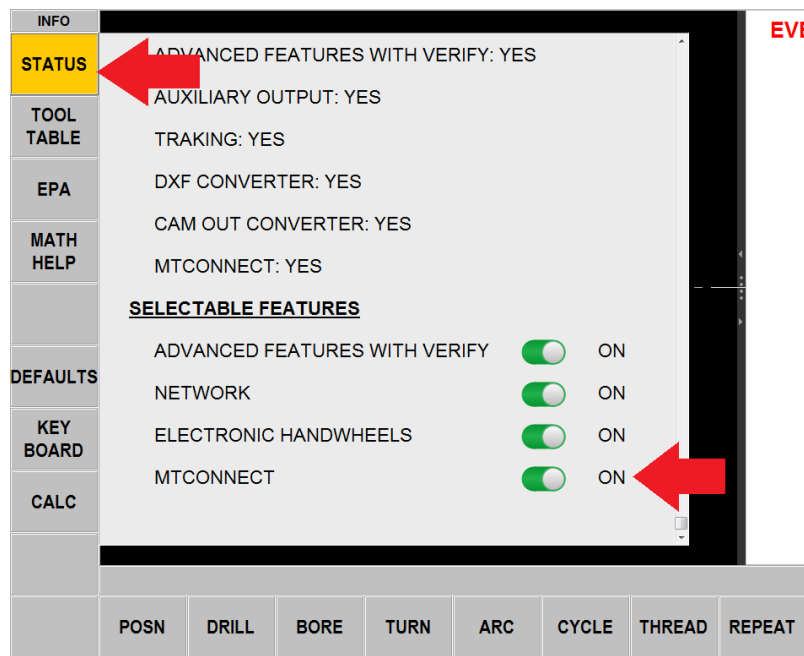 INFO
EVE
STATUS
ADVANCED FEATURES WITH VERIFY: YES
AUXILIARY OUTPUT: YES
TOOL
TABLE
TRAKING: YES
EPA
DXF CONVERTER: YES
CAM OUT CONVERTER: YES
MATH
HELP
MTCONNECT: YES
SELECTABLE FEATURES
ADVANCED FEATURES WITH VERIFY ON
DEFAULTS
NETWORK ON
KEY
BOARD
ELECTRONIC HANDWHEELS ON
MTCONNECT ON
CALC
POSN DRILL BORE TURN ARC CYCLE THREAD REPEAT